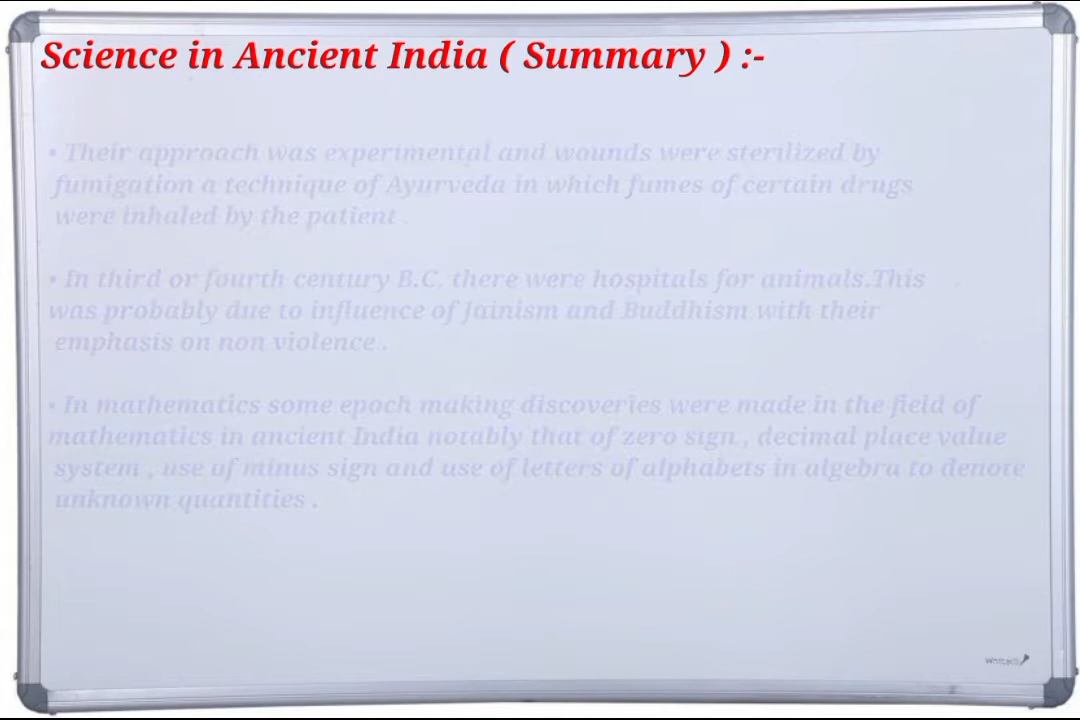 Science in Ancient India ( Summary ) :-
• Their approach was experimental and wounds were sterilized by
fumigation a technique of Ayurveda in which fumes of certain drugs
were inhaled by the patient .
• In third or fourth century B.C. there were hospitals for animals.This
was probably due to influence of Jainism and Buddhism with their
emphasis on non violence..
• In mathematics some epoch making discoveries were made in the field of
mathematics in ancient India notably that of zero sign , decimal place value
system , use of minus sign and use of letters of alphabets in algebra to denote
unknown quantities .